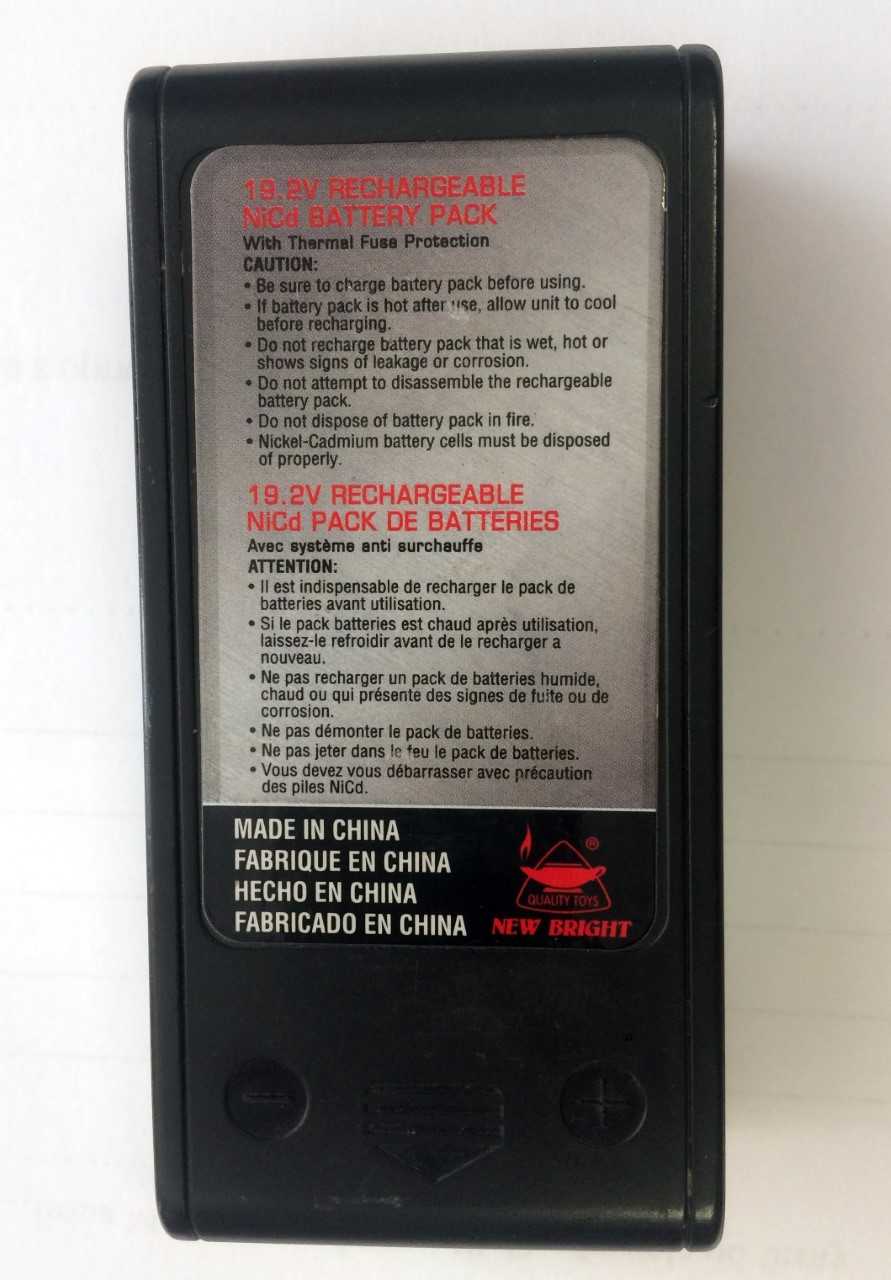 19.2V RECHARGEABLE
NiCd BATTERY PACK
With Thermal Fuse Protection
CAUTION:
• Be sure to charge battery pack before using.
• If battery pack is hot after use, allow unit to cool
before recharging.
• Do not recharge battery pack that is wet, hot or
shows signs of leakage or corrosion.
• Do not attempt to disassemble the rechargeable
battery pack.
• Do not dispose of battery pack in fire.
• Nickel-Cadmium battery cells must be disposed
of properly.
19.2V RECHARGEABLE
NiCd PACK DE BATTERIES
Avec système anti surchauffe
ATTENTION:
• Il est indispensable de recharger le pack de
batteries avant utilisation.
• Si le pack batteries est chaud après utilisation,
laissez-le refroidir avant de le recharger a
nouveau.
• Ne pas recharger un pack de batteries humide,
chaud ou qui présente des signes de fuite ou de
corrosion.
• Ne pas démonter le pack de batteries.
• Ne pas jeter dans le feu le pack de batteries.
• Vous devez vous débarrasser avec précaution
des piles NiCd.
MADE IN CHINA
FABRIQUE EN CHINA
HECHO EN CHINA
FABRICADO EN CHINA
®
QUALITY TOYS
NEW BRIGHT
− +